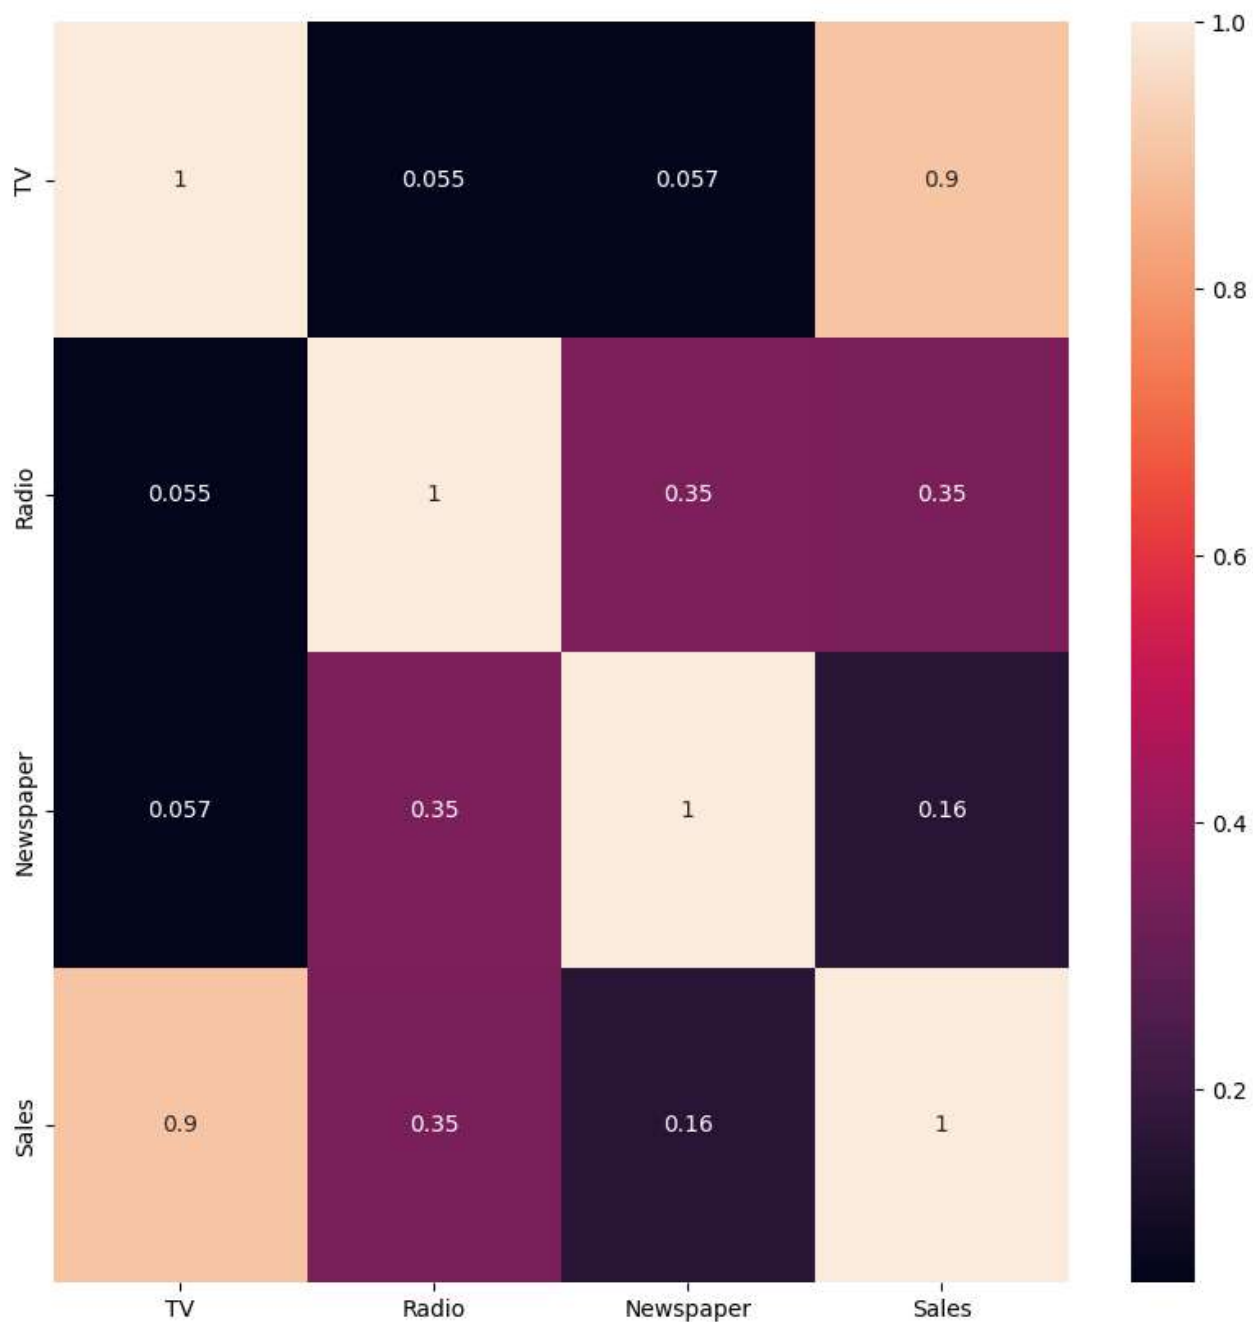 1.0
TV
1 0.055 0.057 0.9
0.8
Radio
0.055 1 0.35 0.35
0.6
Newspaper
0.057 0.35 1 0.16
0.4
0.2
Sales
0.9 0.35 0.16 1
TV Radio Newspaper Sales